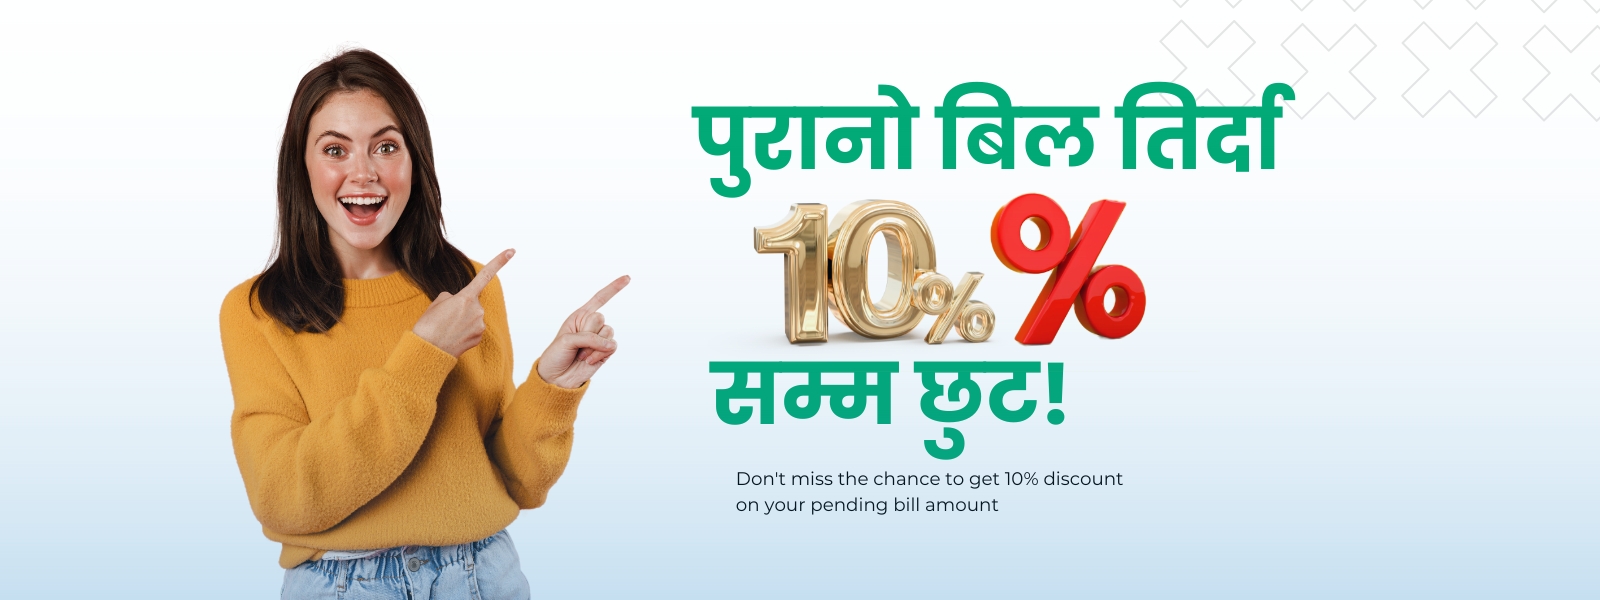 पुरानो बिल तिर्दा
10% %
सम्म छुट!
Don't miss the chance to get 10% discount
on your pending bill amount